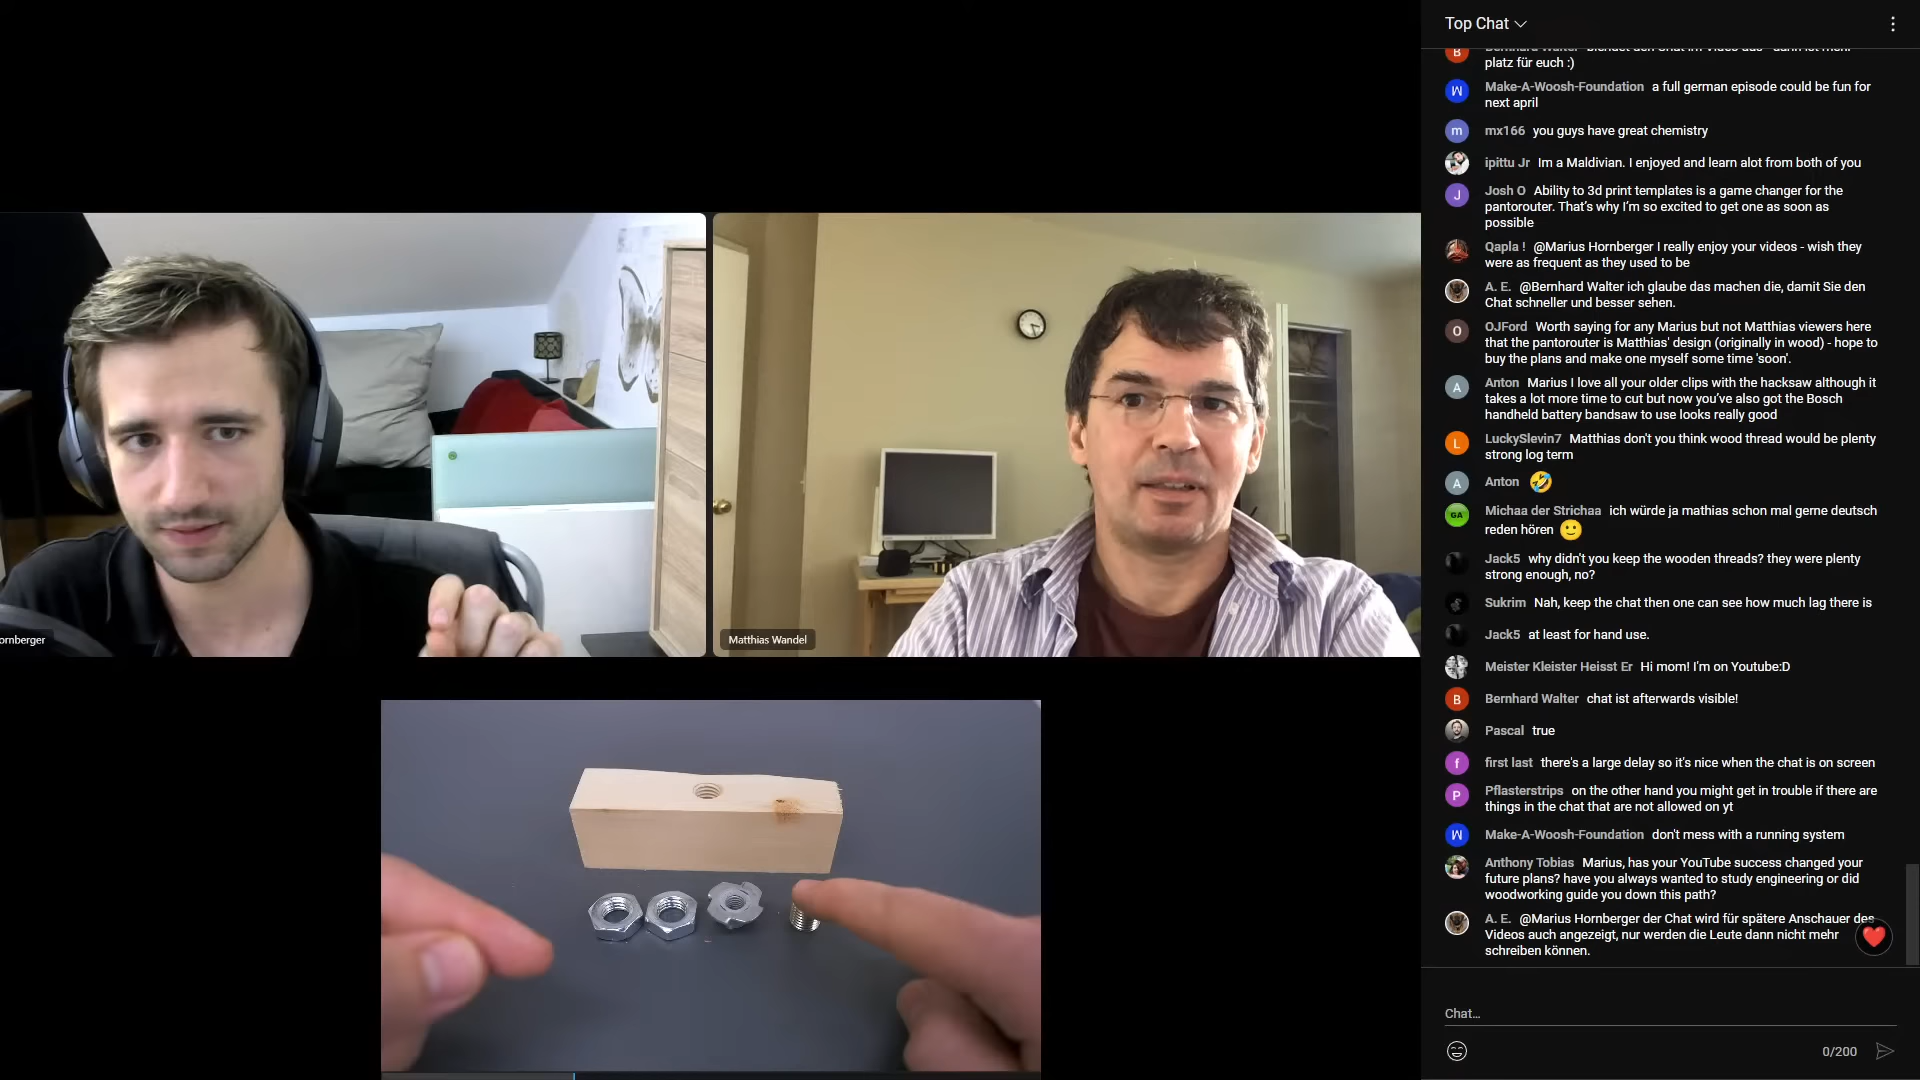 Top Chat
platz für euch :)
Make-A-Woosh-Foundation a full german episode could be fun for
next april
mx166 you guys have great chemistry
ipittu Jr Im a Maldivian. I enjoyed and learn alot from both of you
Josh O Ability to 3d print templates is a game changer for the
pantorouter. That's why I'm so excited to get one as soon as
possible
Qapla ! @Marius Hornberger I really enjoy your videos - wish they
were as frequent as they used to be
A. E. @Bernhard Walter ich glaube das machen die, damit Sie den
Chat schneller und besser sehen.
OJFord Worth saying for any Marius but not Matthias viewers here
that the pantorouter is Matthias' design (originally in wood) - hope to
buy the plans and make one myself some time 'soon'.
Anton Marius I love all your older clips with the hacksaw although it
takes a lot more time to cut but now you've also got the Bosch
handheld battery bandsaw to use looks really good
LuckySlevin7 Matthias don't you think wood thread would be plenty
strong log term
Anton 🤣
Michaa der Strichaa ich würde ja mathias schon mal gerne deutsch
reden hören 🙂
Jack5 why didn't you keep the wooden threads? they were plenty
strong enough, no?
Sukrim Nah, keep the chat then one can see how much lag there is
Jack5 at least for hand use.
Meister Kleister Heisst Er Hi mom! I'm on Youtube:D
Bernhard Walter chat ist afterwards visible!
Pascal true
first last there's a large delay so it's nice when the chat is on screen
Pflasterstrips on the other hand you might get in trouble if there are
things in the chat that are not allowed on yt
Make-A-Woosh-Foundation don't mess with a running system
Anthony Tobias Marius, has your YouTube success changed your
future plans? have you always wanted to study engineering or did
woodworking guide you down this path?
A. E. @Marius Hornberger der Chat wird für spätere Anschauer des
Videos auch angezeigt, nur werden die Leute dann nicht mehr
schreiben können.
Chat...
0/200
ornberger
Matthias Wandel